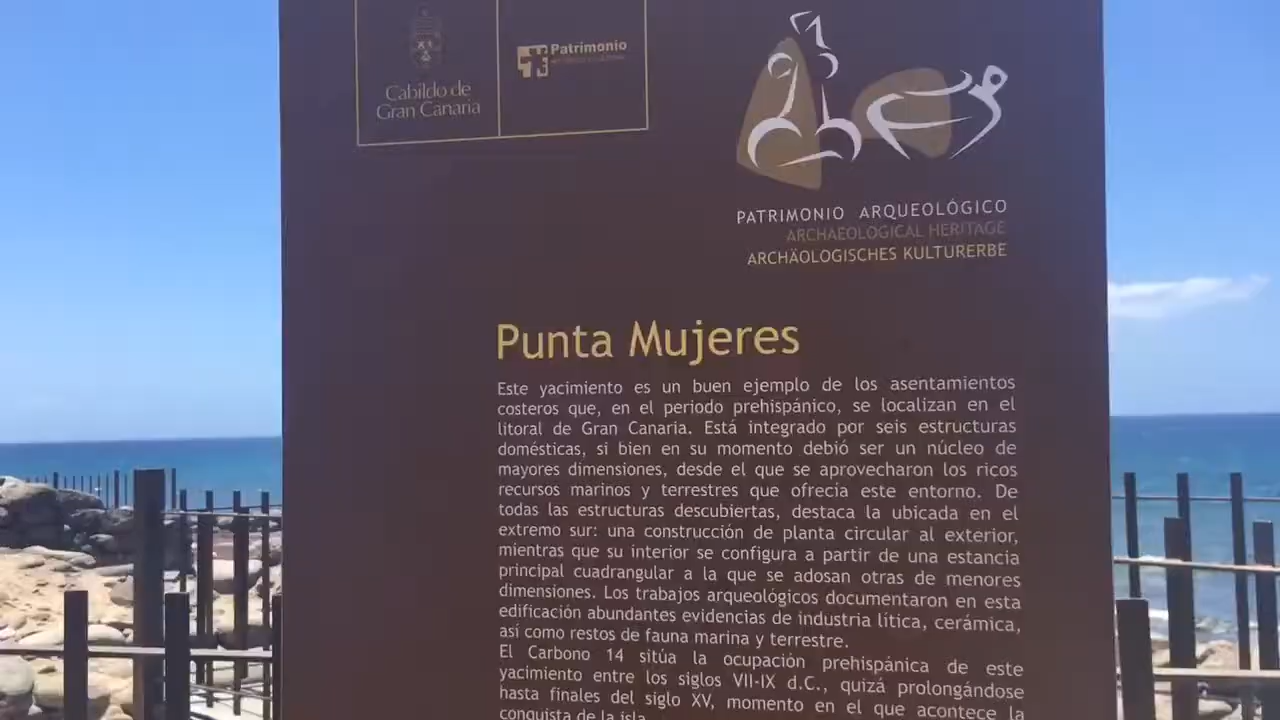 Cabildo de
Gran Canaria
Patrimonio
PATRIMONIO ARQUEOLÓGICO
ARCHAEOLOGICAL HERITAGE
ARCHÄOLOGISCHES KULTURERBE
Punta Mujeres
Este yacimiento es un buen ejemplo de los asentamientos
costeros que, en el periodo prehispánico, se localizan en el
litoral de Gran Canaria. Está integrado por seis estructuras
domésticas, si bien en su momento debió ser un núcleo de
mayores dimensiones, desde el que se aprovecharon los ricos
recursos marinos y terrestres que ofrecía este entorno. De
todas las estructuras descubiertas, destaca la ubicada en el
extremo sur: una construcción de planta circular al exterior,
mientras que su interior se configura a partir de una estancia
principal cuadrangular a la que se adosan otras de menores
dimensiones. Los trabajos arqueológicos documentaron en esta
edificación abundantes evidencias de industria lítica, cerámica,
así como restos de fauna marina y terrestre.
El Carbono 14 sitúa la ocupación prehispánica de este
yacimiento entre los siglos VII-IX d.C., quizá prolongándose
hasta finales del siglo XV, momento en el que acontece la
conquista de la isla.